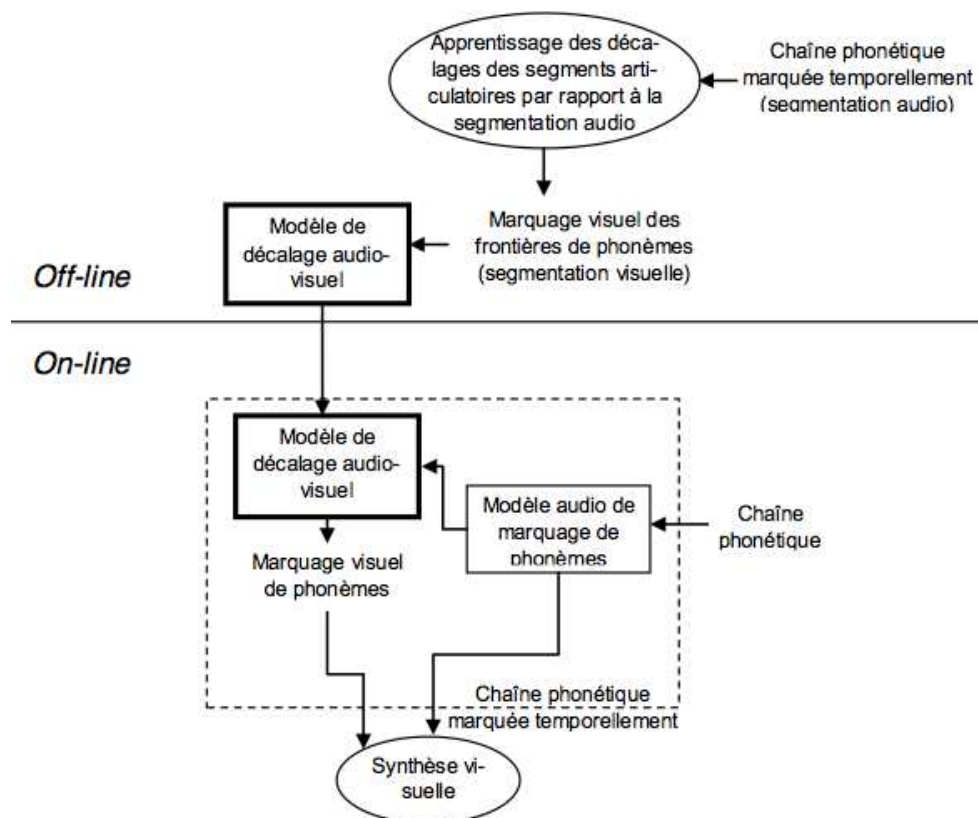 Apprentissage des déca-
lages des segments arti-
culatoires par rapport à la
segmentation audio
Chaîne phonétique
marquée temporellement
(segmentation audio)
Marquage visuel des
frontières de phonèmes
(segmentation visuelle)
Modèle de
décalage audio-
visuel
Off-line
On-line
Modèle de
décalage audio-
visuel
Modèle audio de
marquage de
phonèmes
Chaîne
phonétique
Marquage visuel
de phonèmes
Chaîne phonétique
marquée temporellement
Synthèse vi-
suelle